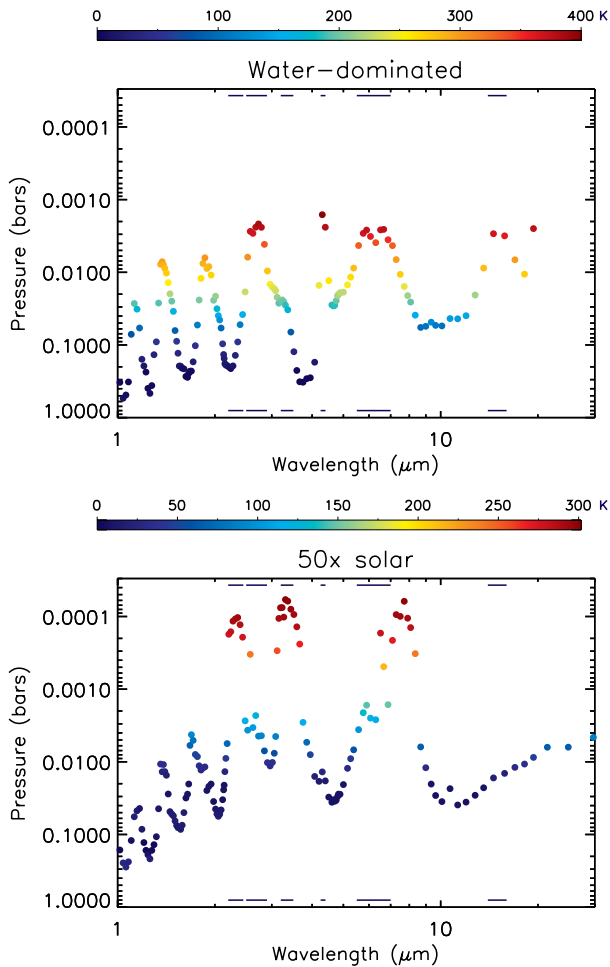 0 100 200 300 400 K
Water-dominated
0.0001
0.0010
0.0100
0.1000
1.0000
Pressure (bars)
1 10
Wavelength (μm)
0 50 100 150 200 250 300 K
50x solar
0.0001
0.0010
0.0100
0.1000
1.0000
Pressure (bars)
1 10
Wavelength (μm)